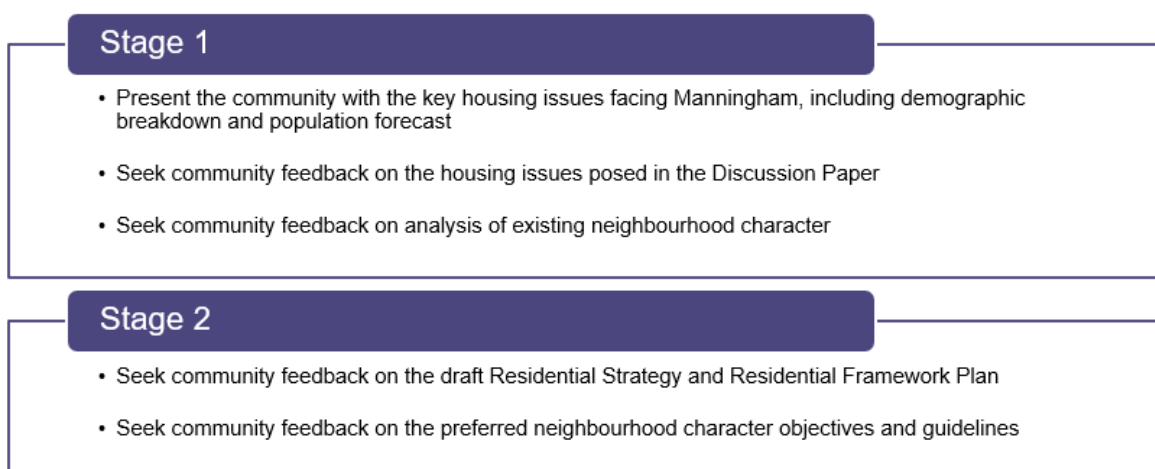 Stage 1
• Present the community with the key housing issues facing Manningham, including demographic
breakdown and population forecast
• Seek community feedback on the housing issues posed in the Discussion Paper
• Seek community feedback on analysis of existing neighbourhood character
Stage 2
• Seek community feedback on the draft Residential Strategy and Residential Framework Plan
• Seek community feedback on the preferred neighbourhood character objectives and guidelines